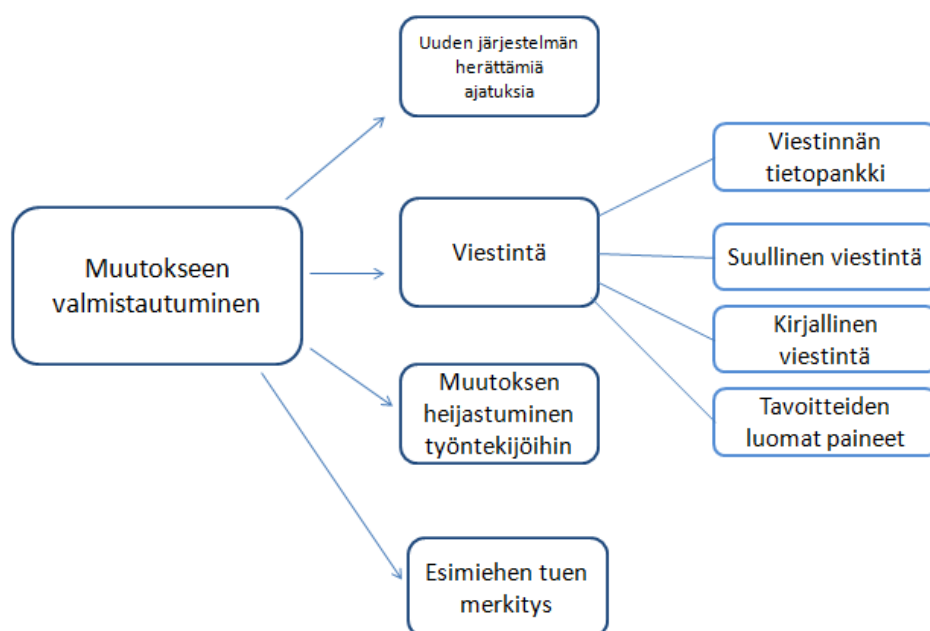 Uuden järjestelmän
herättämiä
ajatuksia
Muutokseen
valmistautuminen
Viestintä
Viestinnän
tietopankki
Suullinen viestintä
Kirjallinen
viestintä
Tavoitteiden
luomat paineet
Muutoksen
heijastuminen
työntekijöihin
Esimiehen tuen
merkitys